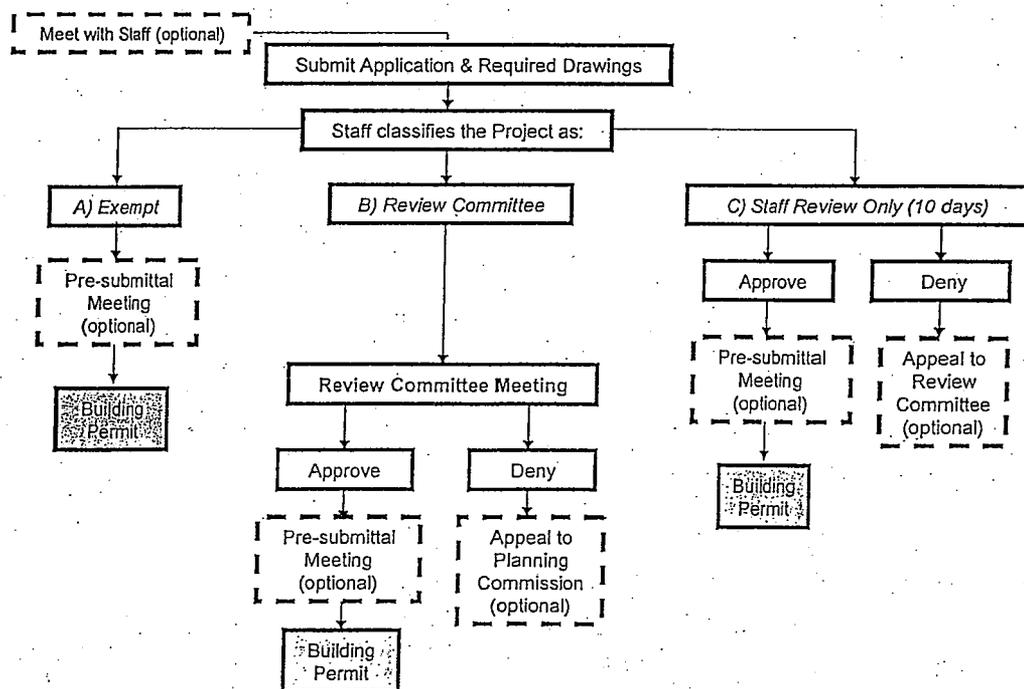 Meet with Staff (optional)
Submit Application & Required Drawings
Staff classifies the Project as:
A) Exempt
B) Review Committee
C) Staff Review Only (10 days)
Pre-submittal
Meeting
(optional)
Building
Permit
Review Committee Meeting
Approve
Deny
Pre-submittal
Meeting
(optional)
Appeal to
Planning
Commission
(optional)
Building
Permit
Approve
Deny
Pre-submittal
Meeting
(optional)
Appeal to
Review
Committee
(optional)
Building
Permit